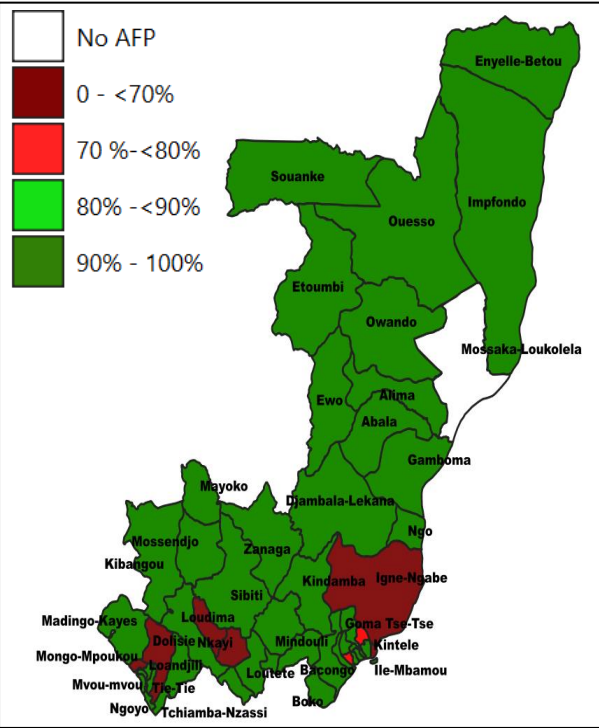 No AFP
0 - <70%
70 %-<80%
80% -<90%
90% - 100%
Enyelle-Betou
Souanke
Impfondo
Ouesso
Etoumbi
Owando
Mossaka-Loukolela
Ewo
Alima
Abala
Gamboma
Mayoko
Djambala-Lekana
Mossendjo
Ngo
Zanaga
Kibangou
Kindamba
Igne-Ngabe
Sibiti
Madingo-Kayes
Loudima
Goma Tse-Tse
Dolisie
Nkayi
Mindouli
Kintele
Mongo-Mpoukou
Loandjili
Bacongo
Ile-Mbamou
Mvou-mvou
Tie-Tie
Loutete
Ngoyo
Tchiamba-Nzassi
Boko